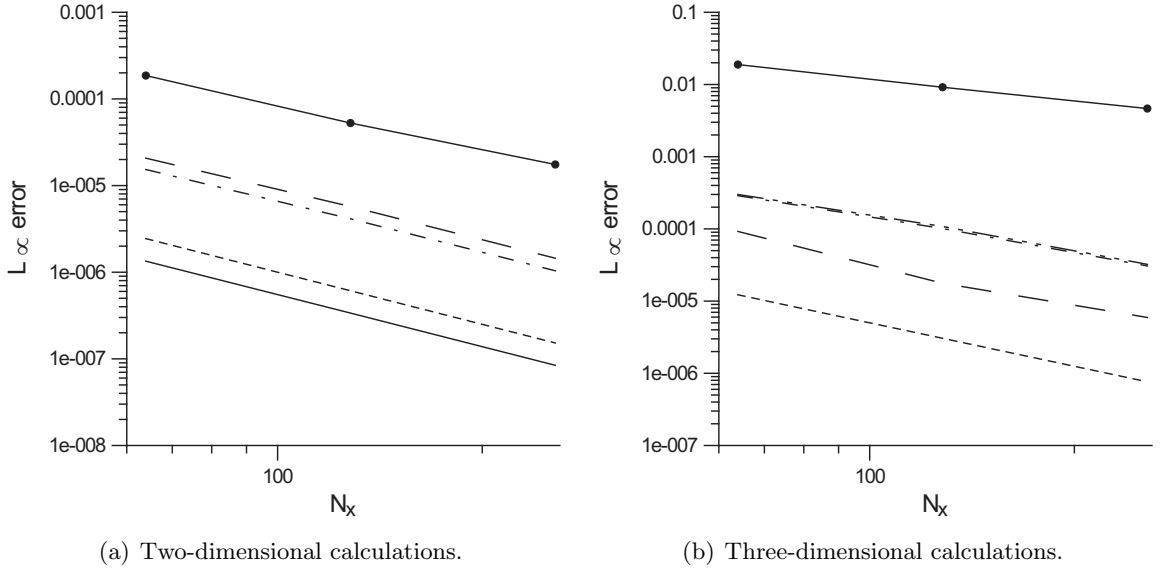 0.001
0.0001
1e-005
1e-006
1e-007
1e-008
L ∝ error
100
Nx
(a) Two-dimensional calculations.
0.1
0.01
0.001
0.0001
1e-005
1e-006
1e-007
L ∝ error
100
Nx
(b) Three-dimensional calculations.